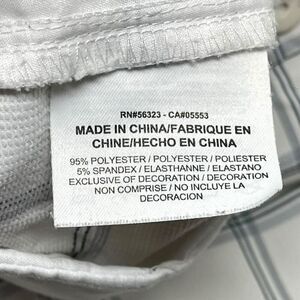 RN#56323 - CA#05553
MADE IN CHINA/FABRIQUE EN
CHINE/HECHO EN CHINA
95% POLYESTER / POLYESTER / POLIESTER
5% SPANDEX / ELASTHANNE / ELASTANO
EXCLUSIVE OF DECORATION / DECORATION
NON COMPRISE / NO INCLUYE LA
DECORACIÓN